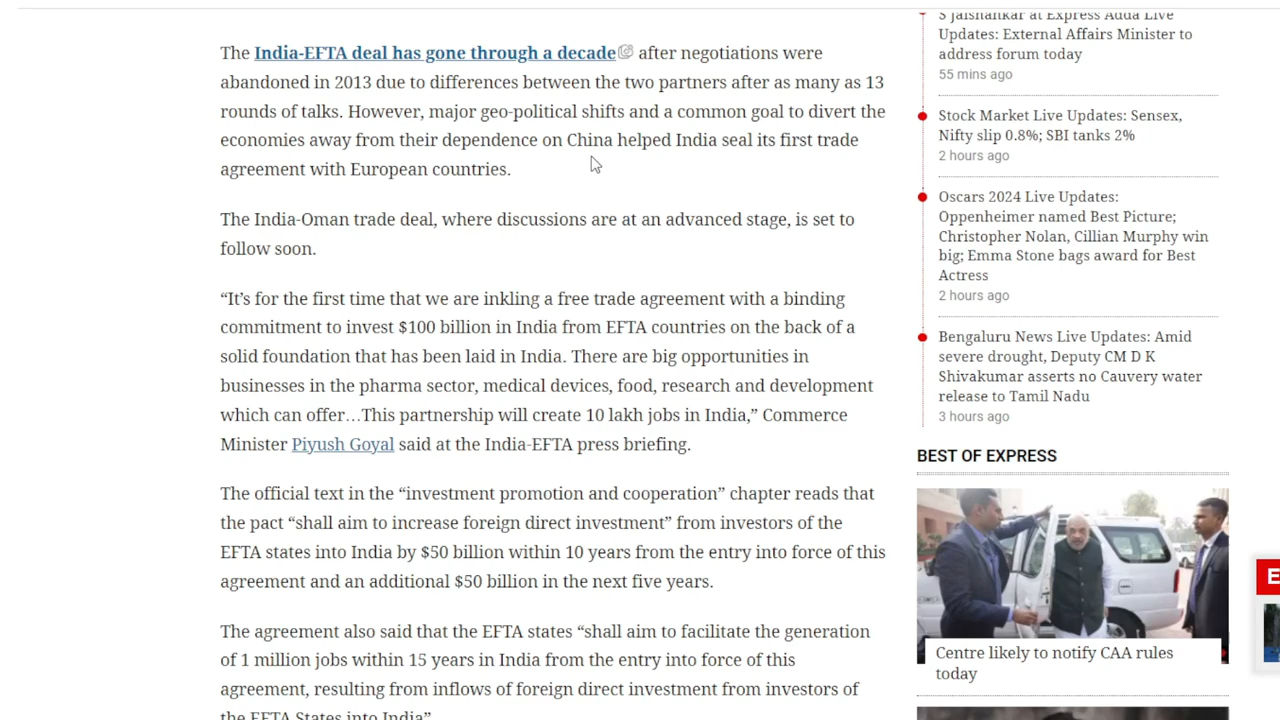 The India-EFTA deal has gone through a decade after negotiations were
abandoned in 2013 due to differences between the two partners after as many as 13
rounds of talks. However, major geo-political shifts and a common goal to divert the
economies away from their dependence on China helped India seal its first trade
agreement with European countries.
The India-Oman trade deal, where discussions are at an advanced stage, is set to
follow soon.
“It’s for the first time that we are inkling a free trade agreement with a binding
commitment to invest $100 billion in India from EFTA countries on the back of a
solid foundation that has been laid in India. There are big opportunities in
businesses in the pharma sector, medical devices, food, research and development
which can offer…This partnership will create 10 lakh jobs in India,” Commerce
Minister Piyush Goyal said at the India-EFTA press briefing.
The official text in the “investment promotion and cooperation” chapter reads that
the pact “shall aim to increase foreign direct investment” from investors of the
EFTA states into India by $50 billion within 10 years from the entry into force of this
agreement and an additional $50 billion in the next five years.
The agreement also said that the EFTA states “shall aim to facilitate the generation
of 1 million jobs within 15 years in India from the entry into force of this
agreement, resulting from inflows of foreign direct investment from investors of
the EFTA States into India”
S Jaishankar at Express Adda Live
Updates: External Affairs Minister to
address forum today
55 mins ago
Stock Market Live Updates: Sensex,
Nifty slip 0.8%; SBI tanks 2%
2 hours ago
Oscars 2024 Live Updates:
Oppenheimer named Best Picture;
Christopher Nolan, Cillian Murphy win
big; Emma Stone bags award for Best
Actress
2 hours ago
Bengaluru News Live Updates: Amid
severe drought, Deputy CM D K
Shivakumar asserts no Cauvery water
release to Tamil Nadu
3 hours ago
BEST OF EXPRESS
Centre likely to notify CAA rules
today
E